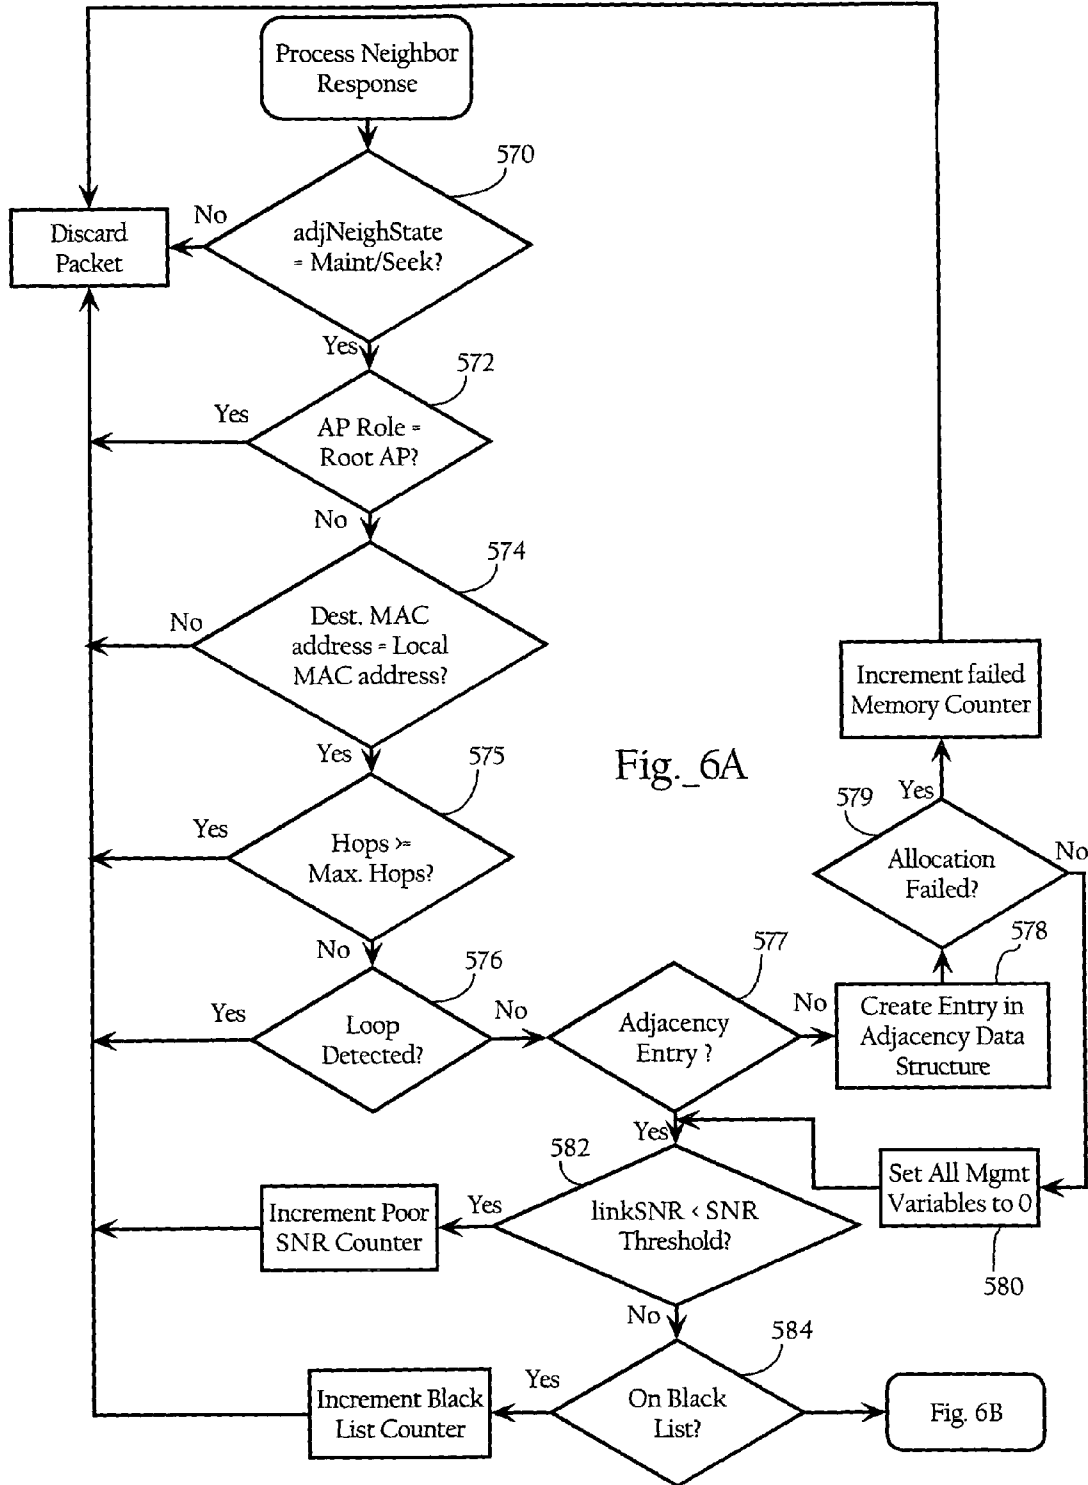 Process Neighbor
Response
570
No
adjNeighState
= Maint/Seek?
Discard
Packet
Yes
572
Yes
AP Role =
Root AP?
No
574
No
Dest. MAC
address = Local
MAC address?
Yes
575
Yes
Hops >=
Max. Hops?
No
576
Yes
Loop
Detected?
No
577
Adjacency
Entry ?
No
578
Create Entry in
Adjacency Data
Structure
579
Allocation
Failed?
Yes
No
Increment failed
Memory Counter
Fig._6A
Yes
Set All Mgmt
Variables to 0
580
582
linkSNR < SNR
Threshold?
Yes
Increment Poor
SNR Counter
No
584
On Black
List?
Yes
Increment Black
List Counter
Fig. 6B